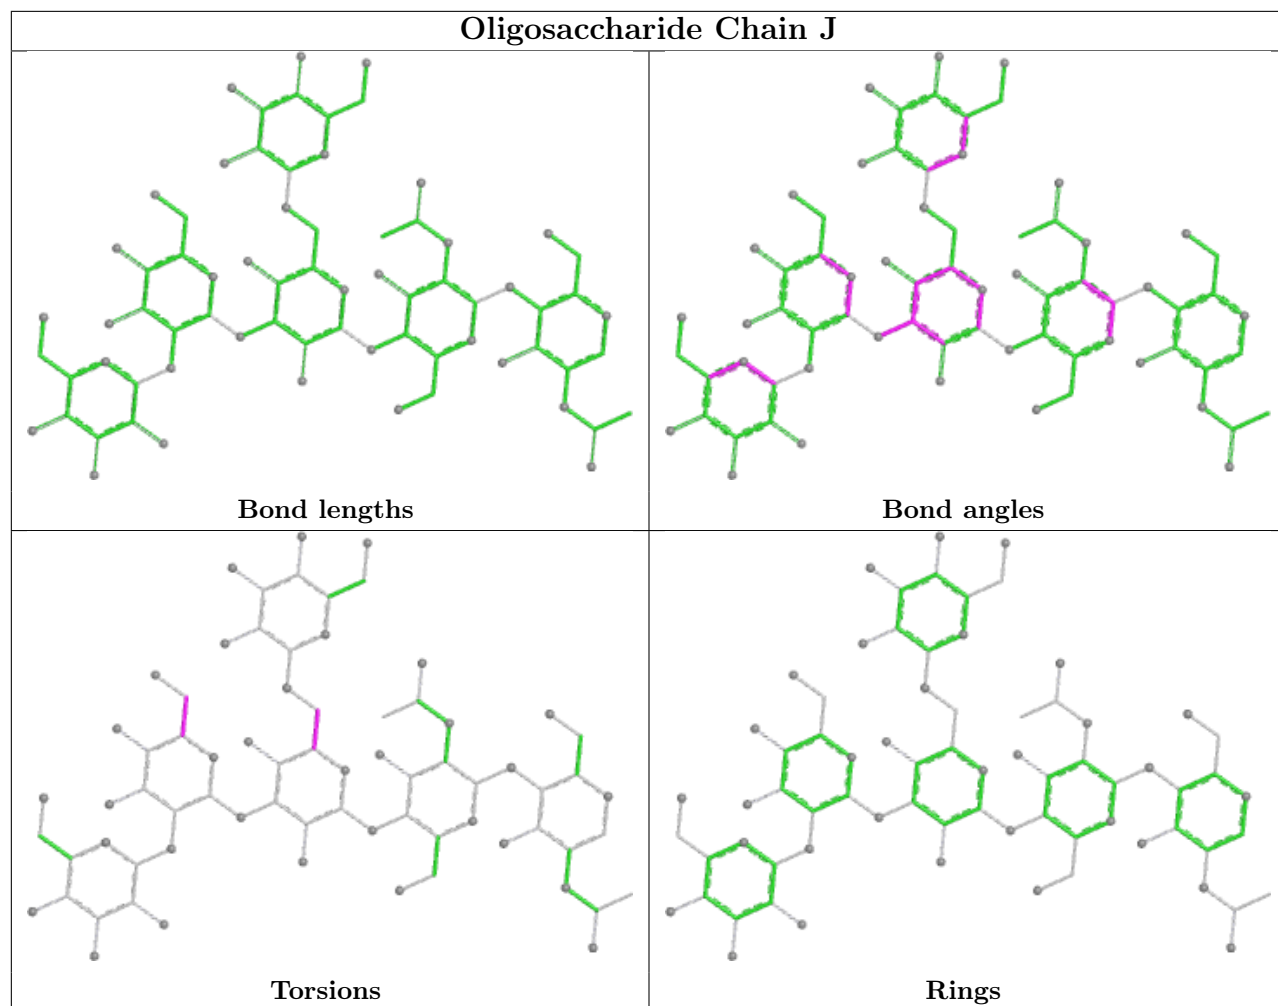 Oligosaccharide Chain J
Bond lengths
Bond angles
Torsions
Rings